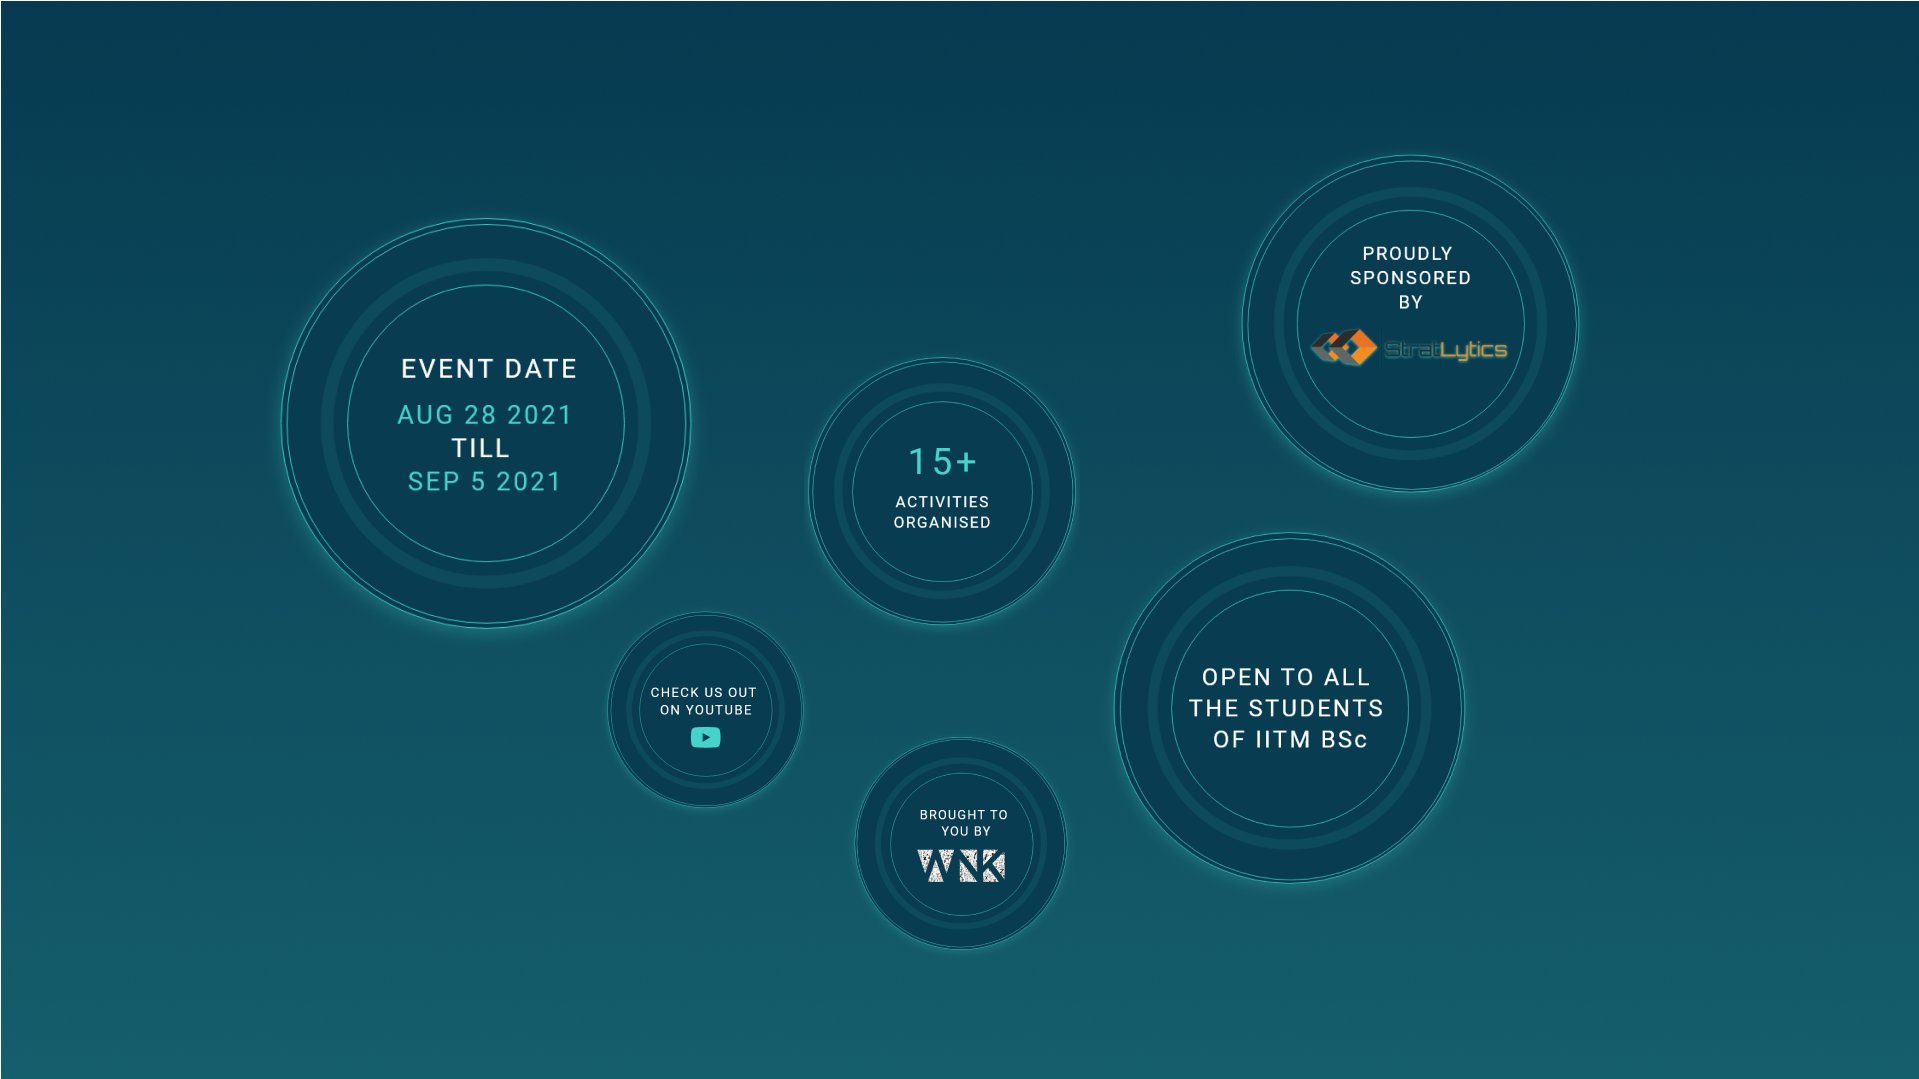 EVENT DATE
AUG 28 2021
TILL
SEP 5 2021
15+
ACTIVITIES
ORGANISED
PROUDLY
SPONSORED
BY
StratLytics
CHECK US OUT
ON YOUTUBE
BROUGHT TO
YOU BY
WNK
OPEN TO ALL
THE STUDENTS
OF IITM BSc